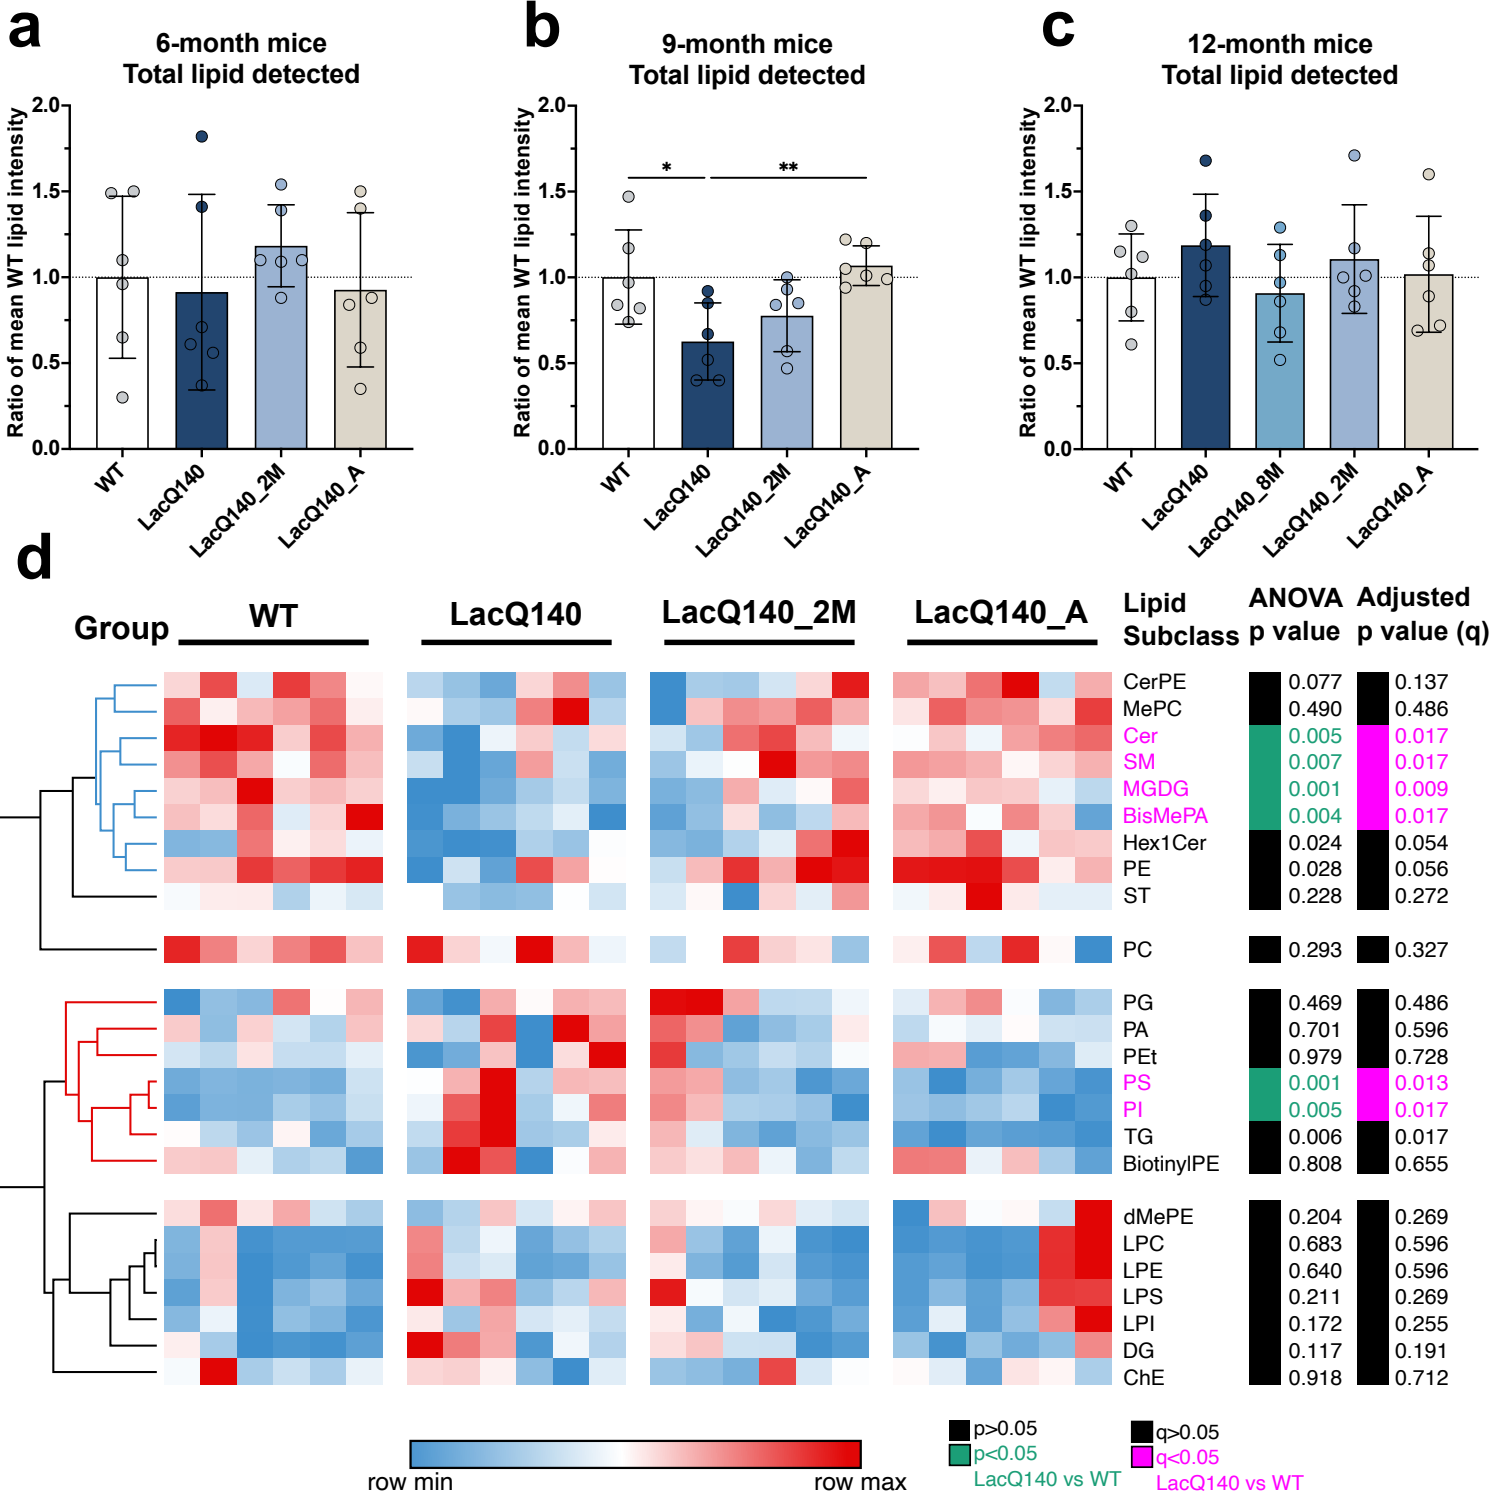 a
6-month mice
Total lipid detected
Ratio of mean WT lipid intensity
2.0
1.5
1.0
0.5
0.0
WT
LacQ140
LacQ140_2M
LacQ140_A
b
9-month mice
Total lipid detected
Ratio of mean WT lipid intensity
2.0
1.5
1.0
0.5
0.0
*
**
WT
LacQ140
LacQ140_2M
LacQ140_A
c
12-month mice
Total lipid detected
Ratio of mean WT lipid intensity
2.0
1.5
1.0
0.5
0.0
WT
LacQ140
LacQ140_8M
LacQ140_2M
LacQ140_A
d
Group
WT
LacQ140
LacQ140_2M
LacQ140_A
Lipid
Subclass
ANOVA
p value
Adjusted
p value (q)
CerPE 0.077 0.137
MePC 0.490 0.486
Cer 0.005 0.017
SM 0.007 0.017
MGDG 0.001 0.009
BisMePA 0.004 0.017
Hex1Cer 0.024 0.054
PE 0.028 0.056
ST 0.228 0.272
PC 0.293 0.327
PG 0.469 0.486
PA 0.701 0.596
PEt 0.979 0.728
PS 0.001 0.013
PI 0.005 0.017
TG 0.006 0.017
BiotinylPE 0.808 0.655
dMePE 0.204 0.269
LPC 0.683 0.596
LPE 0.640 0.596
LPS 0.211 0.269
LPI 0.172 0.255
DG 0.117 0.191
ChE 0.918 0.712
row min
row max
p>0.05
p<0.05
LacQ140 vs WT
q>0.05
q<0.05
LacQ140 vs WT